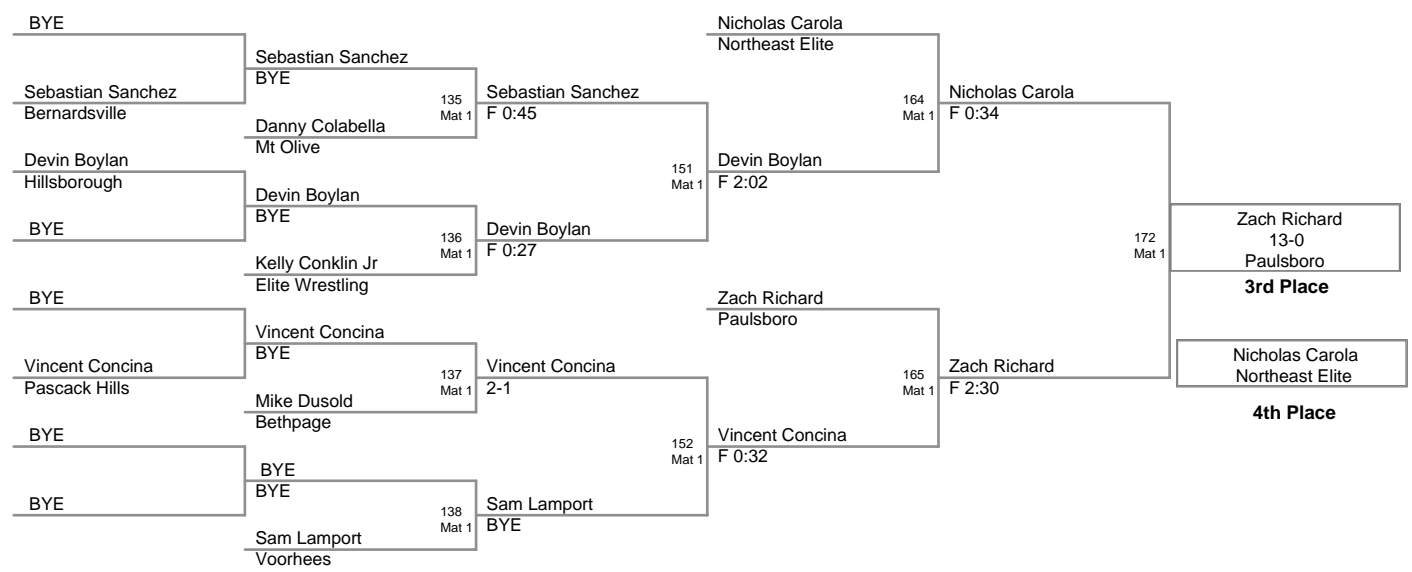 BYE
Sebastian Sanchez
Bernardsville
Devin Boylan
Hillsborough
BYE
BYE
Vincent Concina
Pascack Hills
BYE
BYE
Sebastian Sanchez
BYE
Danny Colabella
Mt Olive
Devin Boylan
BYE
Kelly Conklin Jr
Elite Wrestling
Vincent Concina
BYE
Mike Dusold
Bethpage
BYE
BYE
Sam Lamport
Voorhees
135
Mat 1
136
Mat 1
137
Mat 1
138
Mat 1
Sebastian Sanchez
F 0:45
Devin Boylan
F 0:27
Vincent Concina
2-1
Sam Lamport
BYE
151
Mat 1
152
Mat 1
Nicholas Carola
Northeast Elite
Devin Boylan
F 2:02
Zach Richard
Paulsboro
Vincent Concina
F 0:32
164
Mat 1
165
Mat 1
Nicholas Carola
F 0:34
Zach Richard
F 2:30
172
Mat 1
Zach Richard
13-0
Paulsboro
3rd Place
Nicholas Carola
Northeast Elite
4th Place